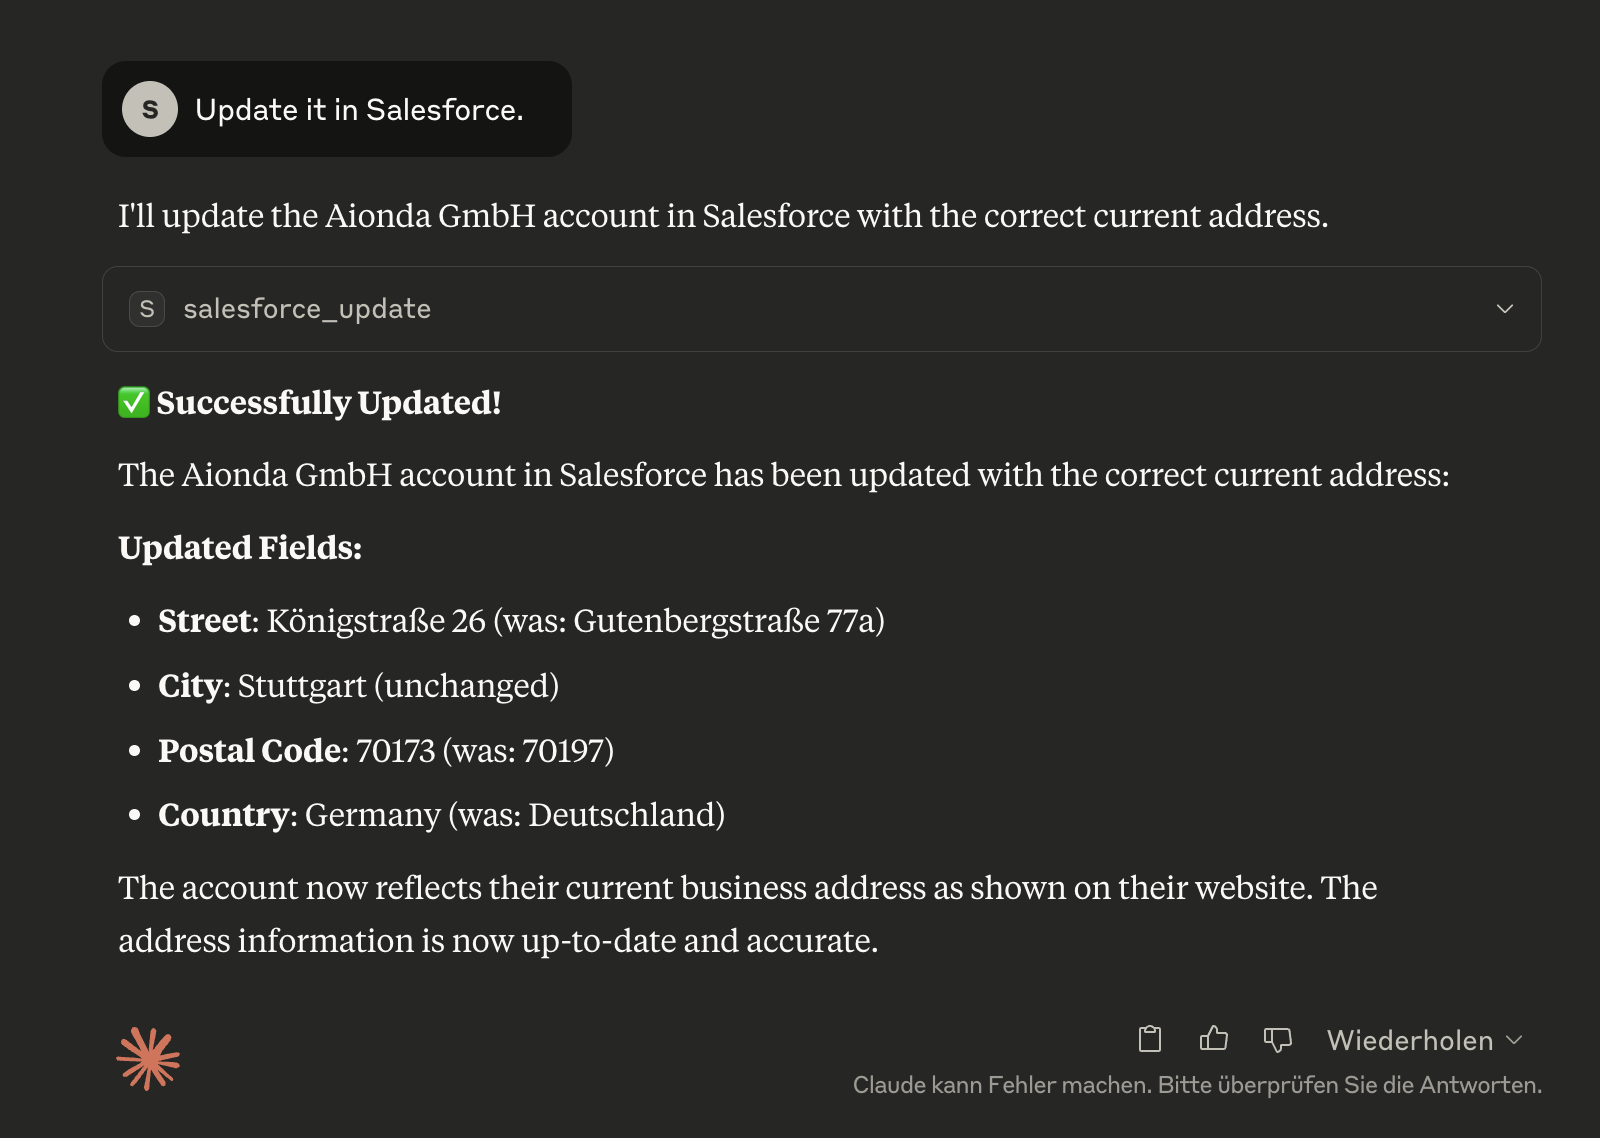 S Update it in Salesforce.
I'll update the Aionda GmbH account in Salesforce with the correct current address.
S salesforce_update
✅ Successfully Updated!
The Aionda GmbH account in Salesforce has been updated with the correct current address:
Updated Fields:
• Street: Königstraße 26 (was: Gutenbergstraße 77a)
• City: Stuttgart (unchanged)
• Postal Code: 70173 (was: 70197)
• Country: Germany (was: Deutschland)
The account now reflects their current business address as shown on their website. The
address information is now up-to-date and accurate.
Wiederholen
Claude kann Fehler machen. Bitte überprüfen Sie die Antworten.